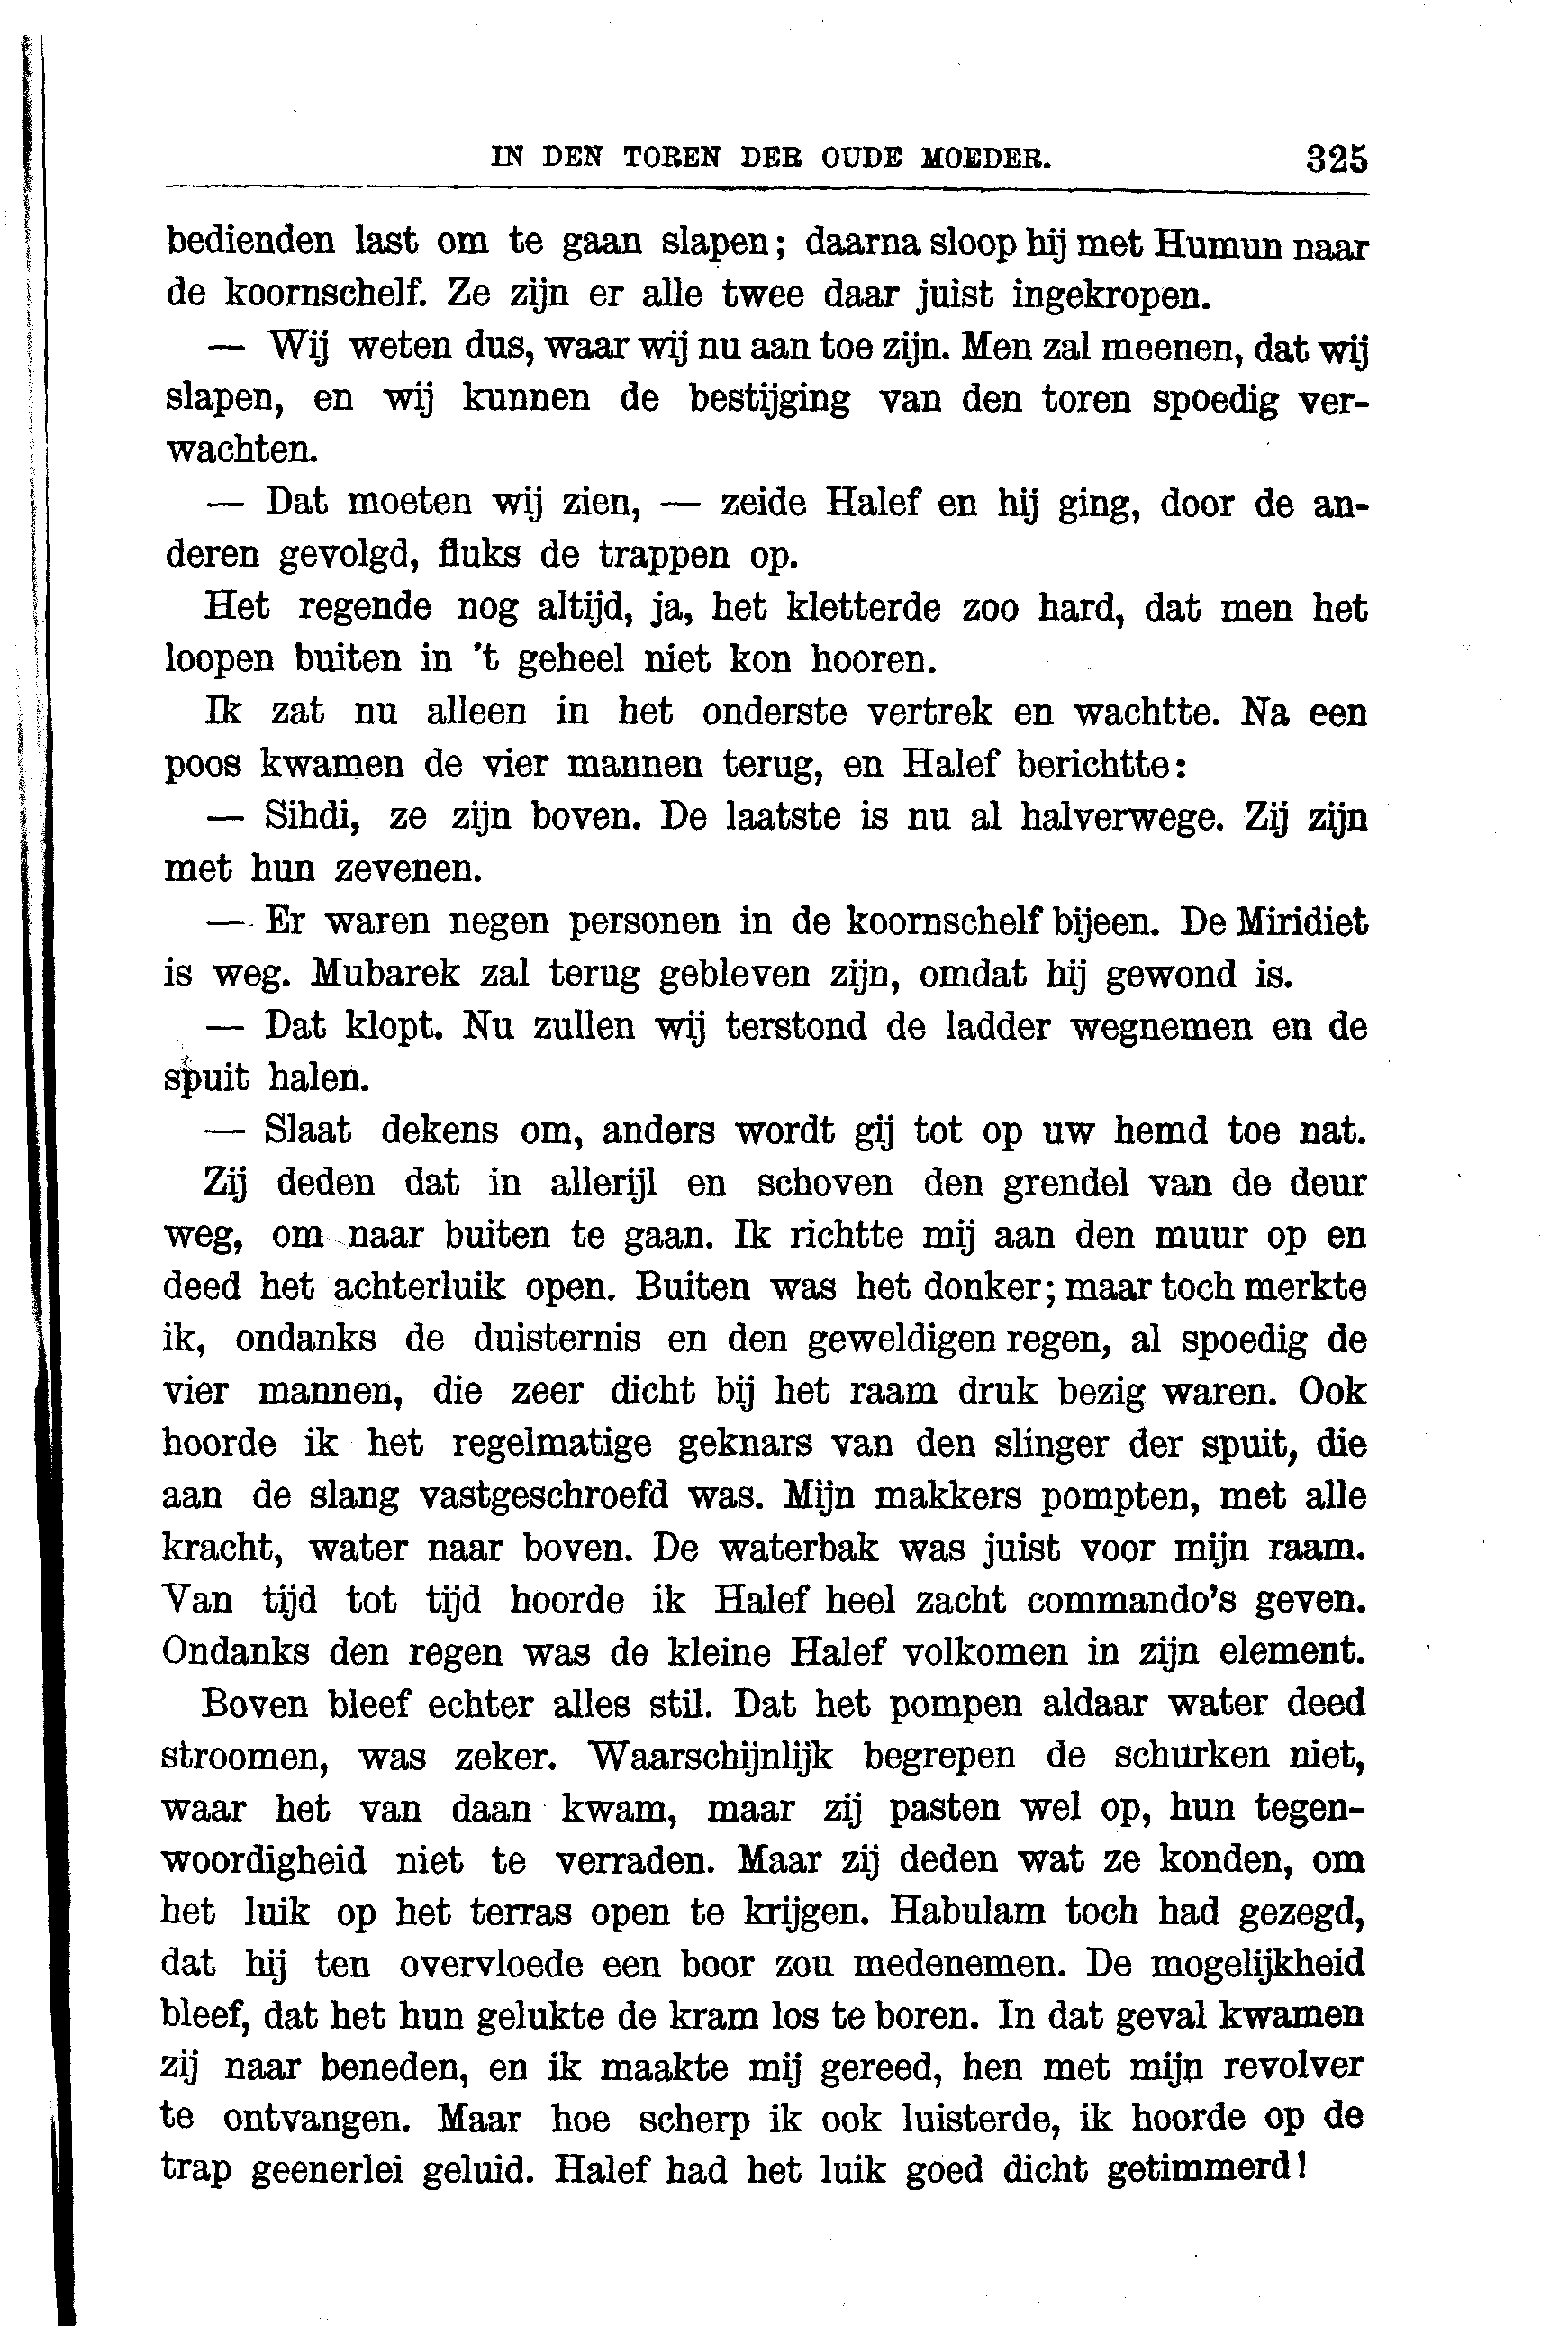 IN DEN TOREN DER OUDE MOEDER. 325
bedienden last om te gaan slapen; daarna sloop hij met Humun naar
de koornschelf. Ze zijn er alle twee daar juist ingekropen.
— Wij weten dus, waar wij nu aan toe zijn. Men zal meenen, dat wij
slapen, en wij kunnen de bestijging van den toren spoedig ver-
wachten.
— Dat moeten wij zien, — zeide Halef en hij ging, door de an-
deren gevolgd, fluks de trappen op.
Het regende nog altijd, ja, het kletterde zoo hard, dat men het
loopen buiten in 't geheel niet kon hooren.
Ik zat nu alleen in het onderste vertrek en wachtte. Na een
poos kwamen de vier mannen terug, en Halef berichtte:
— Sihdi, ze zijn boven. De laatste is nu al halverwege. Zij zijn
met hun zevenen.
— Er waren negen personen in de koornschelf bijeen. De Miridiet
is weg. Mubarek zal terug gebleven zijn, omdat hij gewond is.
— Dat klopt. Nu zullen wij terstond de ladder wegnemen en de
spuit halen.
— Slaat dekens om, anders wordt gij tot op uw hemd toe nat.
Zij deden dat in allerijl en schoven den grendel van de deur
weg, om naar buiten te gaan. Ik richtte mij aan den muur op en
deed het achterluik open. Buiten was het donker; maar toch merkte
ik, ondanks de duisternis en den geweldigen regen, al spoedig de
vier mannen, die zeer dicht bij het raam druk bezig waren. Ook
hoorde ik het regelmatige geknars van den slinger der spuit, die
aan de slang vastgeschroefd was. Mijn makkers pompten, met alle
kracht, water naar boven. De waterbak was juist voor mijn raam.
Van tijd tot tijd hoorde ik Halef heel zacht commando's geven.
Ondanks den regen was de kleine Halef volkomen in zijn element.
Boven bleef echter alles stil. Dat het pompen aldaar water deed
stroomen, was zeker. Waarschijnlijk begrepen de schurken niet,
waar het van daan kwam, maar zij pasten wel op, hun tegen-
woordigheid niet te verraden. Maar zij deden wat ze konden, om
het luik op het terras open te krijgen. Habulam toch had gezegd,
dat hij ten overvloede een boor zou medenemen. De mogelijkheid
bleef, dat het hun gelukte de kram los te boren. In dat geval kwamen
zij naar beneden, en ik maakte mij gereed, hen met mijn revolver
te ontvangen. Maar hoe scherp ik ook luisterde, ik hoorde op de
trap geenerlei geluid. Halef had het luik goed dicht getimmerd!